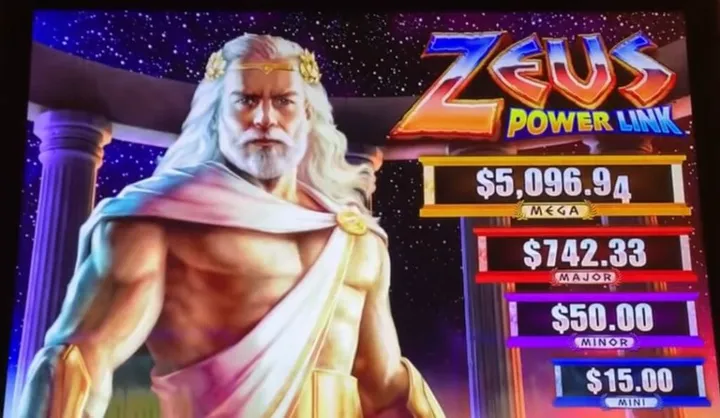 ZEUS
POWER LINK
$5,096.94
MEGA
$742.33
MAJOR
$50.00
MINOR
$15.00
MINI